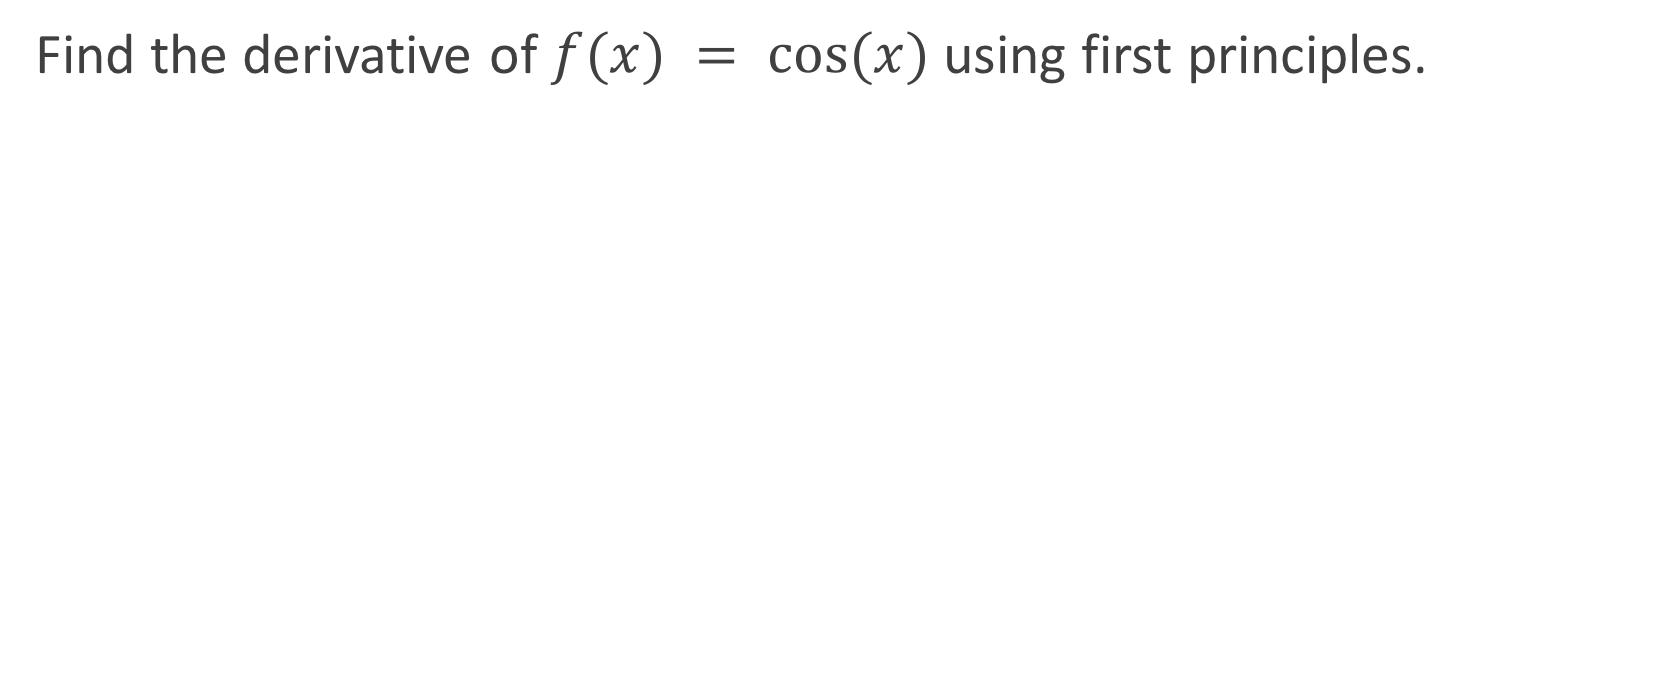 Find the derivative of f(x) = cos(x) using first principles.